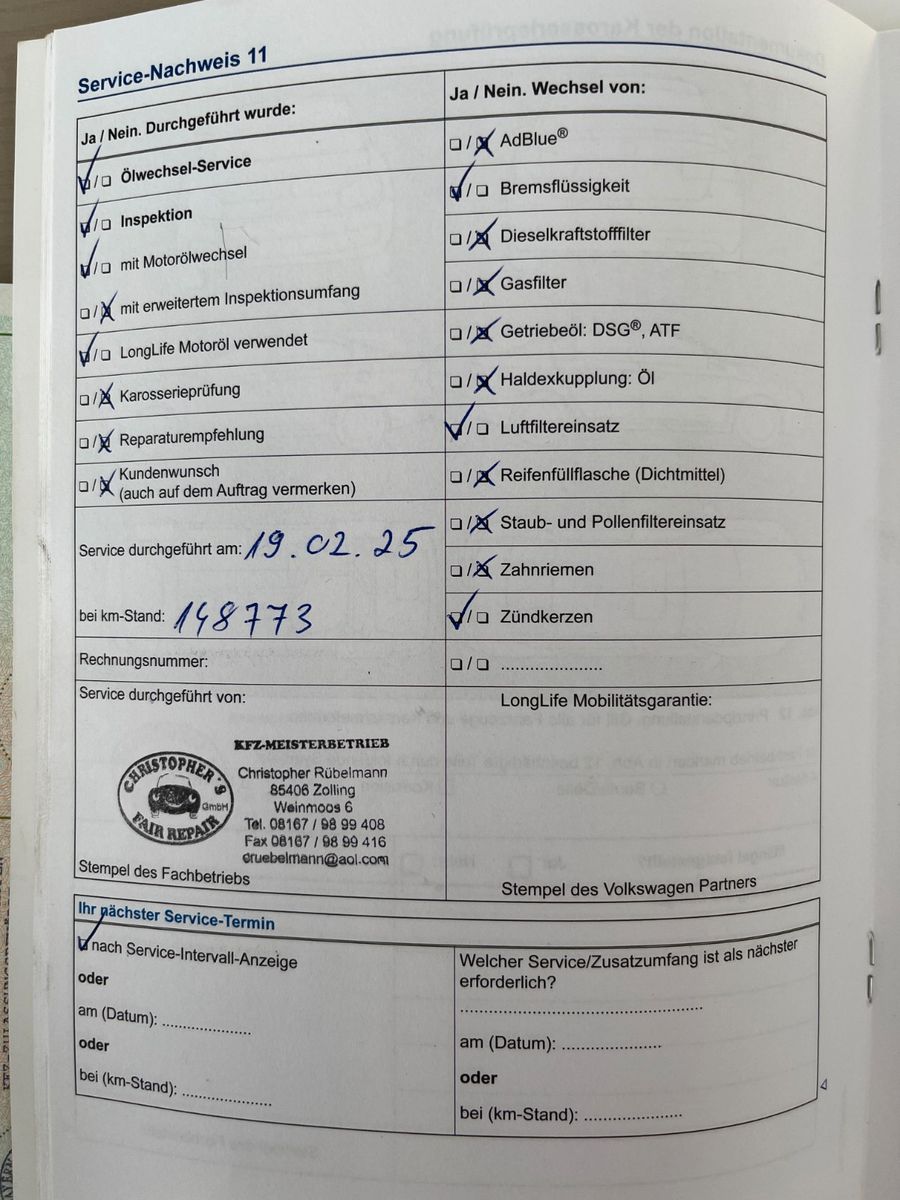 Service-Nachweis 11
Ja / Nein. Durchgeführt wurde:
Ölwechsel-Service
Inspektion
mit Motorölwechsel
mit erweitertem Inspektionsumfang
LongLife Motoröl verwendet
Karosserieprüfung
Reparaturempfehlung
Kundenwunsch
(auch auf dem Auftrag vermerken)
Service durchgeführt am: 19.02.25
bei km-Stand: 148773
Rechnungsnummer:
Service durchgeführt von:
CHRISTOPHER'S
GmbH
FAIR REPAIR
KFZ-MEISTERBETRIEB
Christopher Rübelmann
85406 Zolling
Weinmoos 6
Tel. 08167 / 98 99 408
Fax 08167 / 98 99 416
cruebelmann@aol.com
Stempel des Fachbetriebs
Ja / Nein. Wechsel von:
AdBlue®
Bremsflüssigkeit
Dieselkraftstofffilter
Gasfilter
Getriebeöl: DSG®, ATF
Haldexkupplung: Öl
Luftfiltereinsatz
Reifenfüllflasche (Dichtmittel)
Staub- und Pollenfiltereinsatz
Zahnriemen
Zündkerzen
......................
LongLife Mobilitätsgarantie:
Stempel des Volkswagen Partners
Ihr nächster Service-Termin
nach Service-Intervall-Anzeige
oder
am (Datum): ...................
oder
bei (km-Stand): ...................
Welcher Service/Zusatzumfang ist als nächster
erforderlich?
....................................................
am (Datum): .....................
oder
bei (km-Stand): .....................